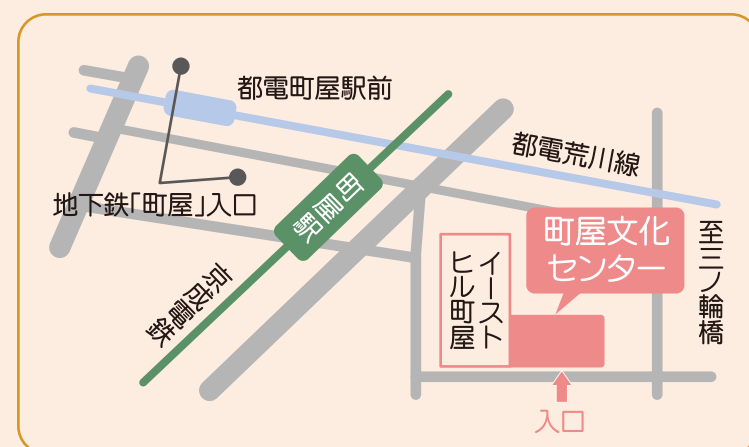 都電町屋駅前
都電荒川線
地下鉄「町屋」入口
町屋駅
京成電鉄
町屋文化
センター
イースト
ヒル町屋
至三ノ輪橋
入口